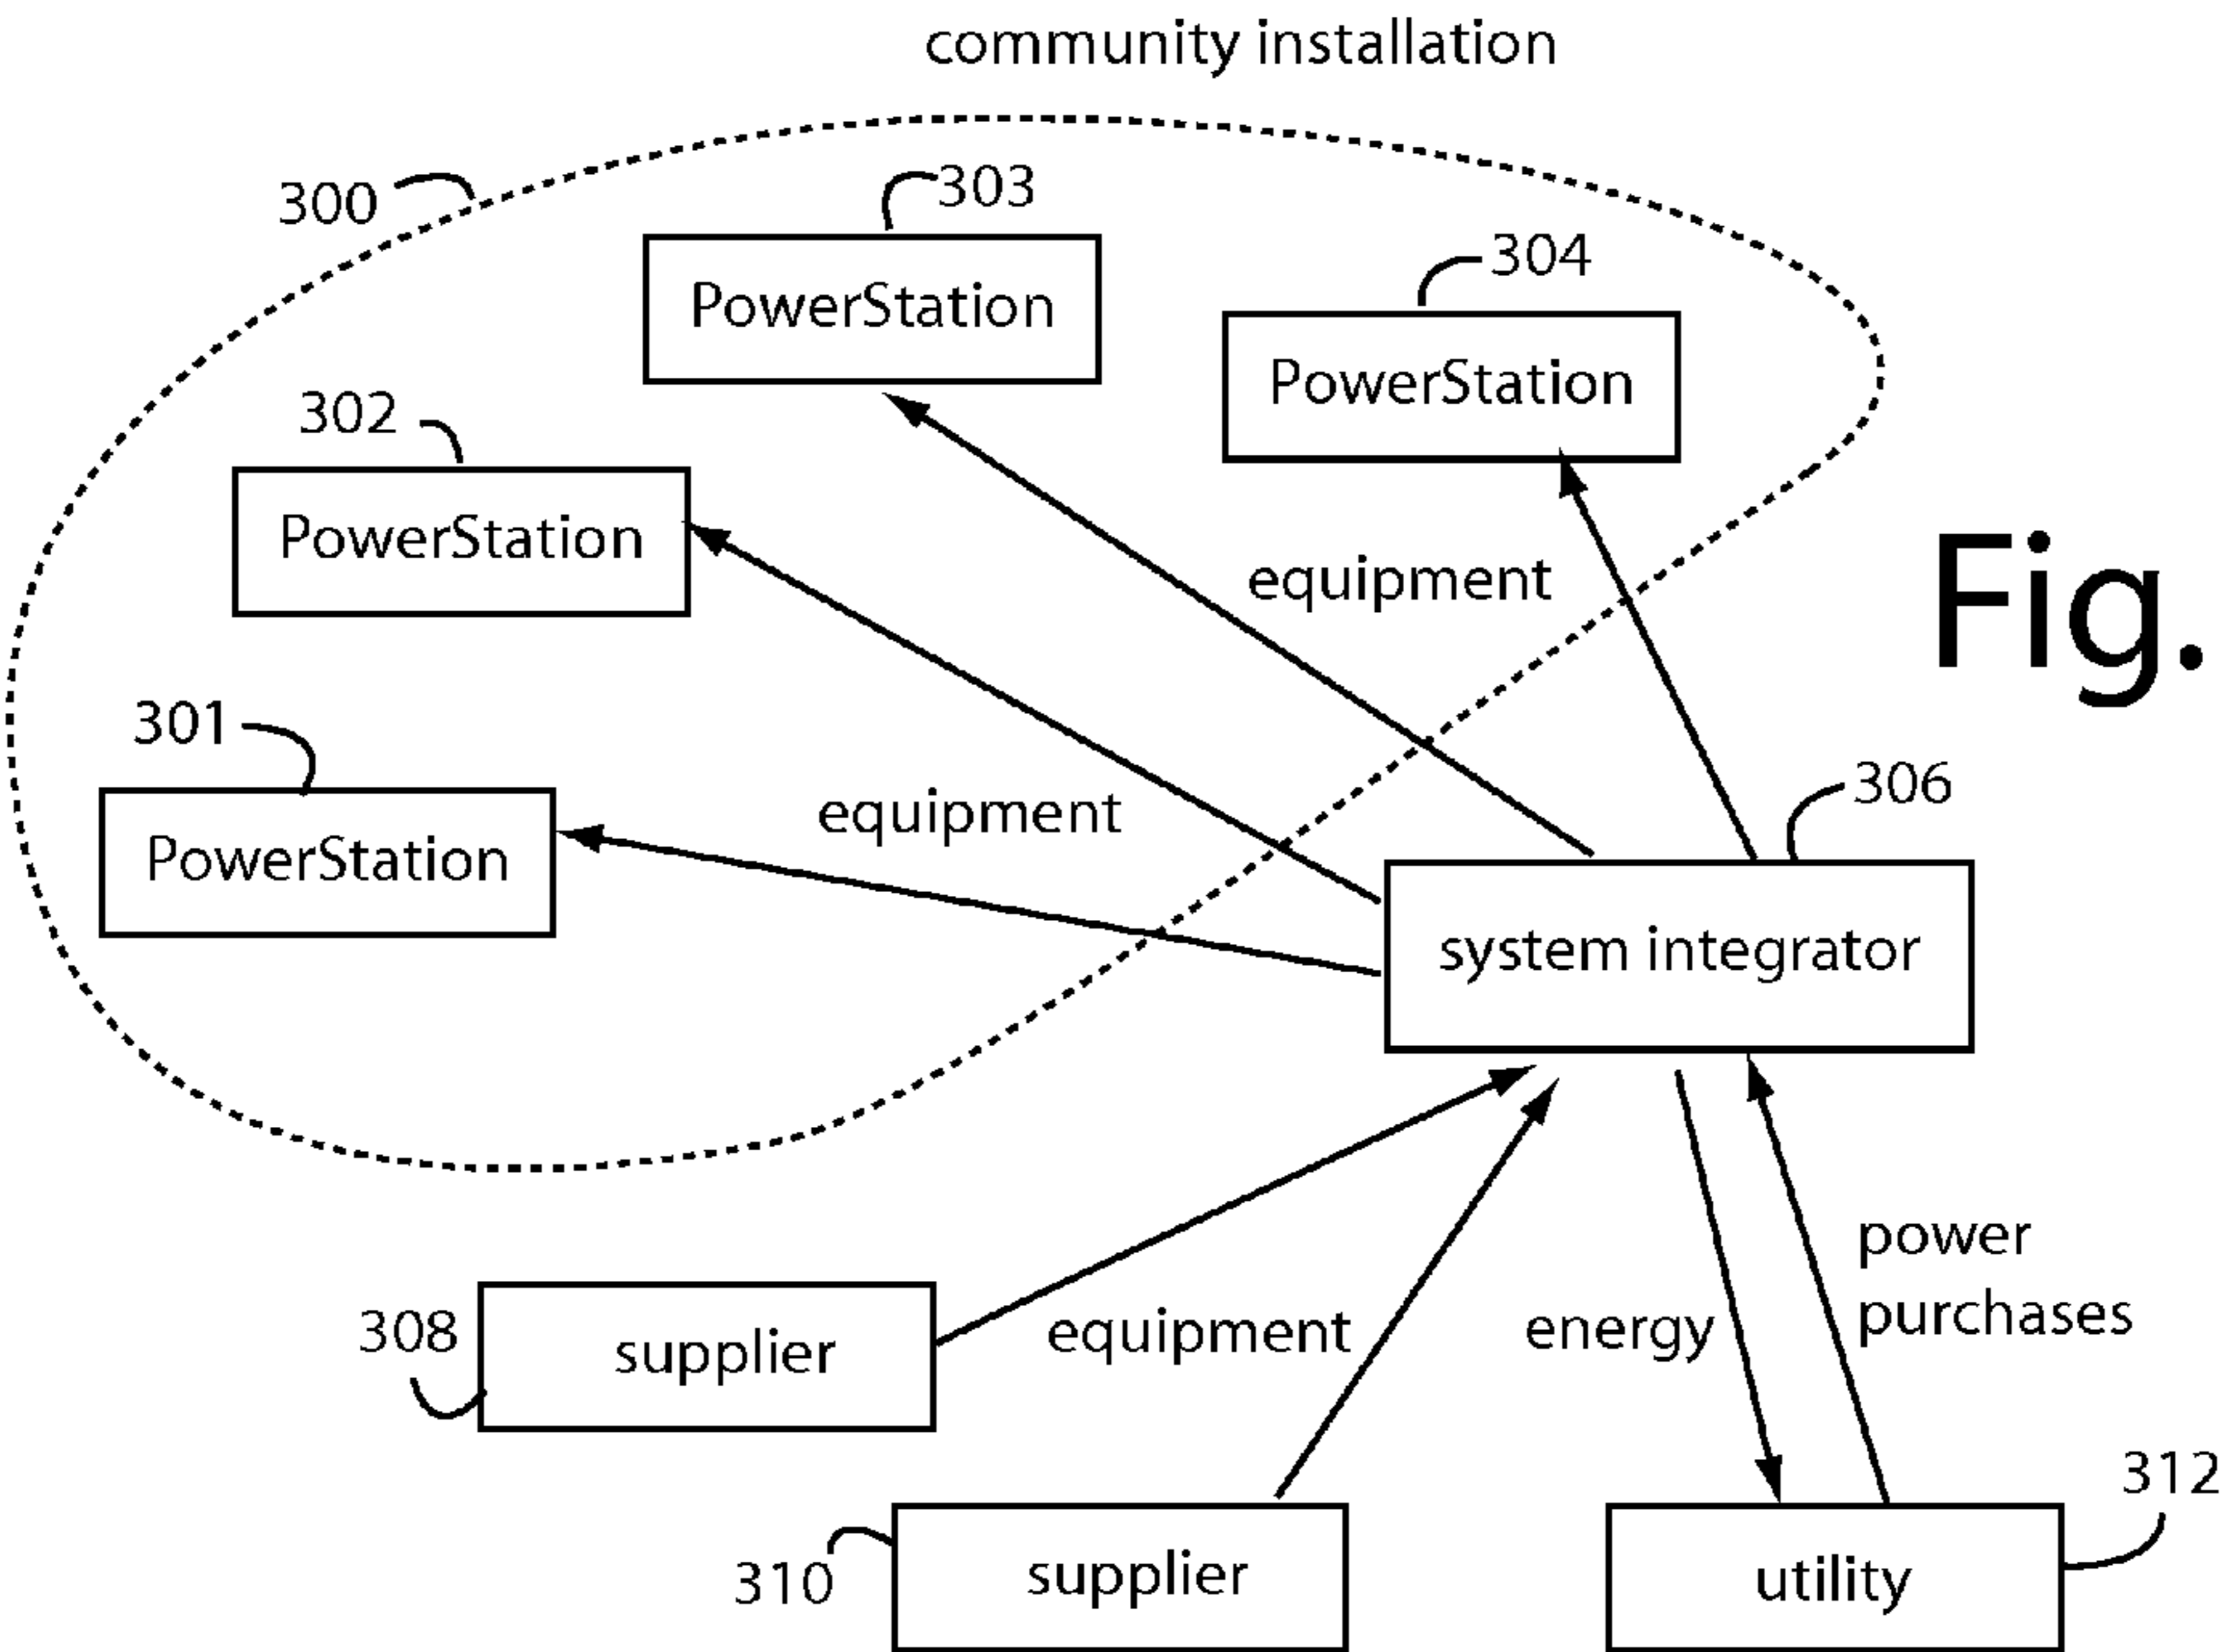 community installation
300
303
PowerStation
304
PowerStation
302
PowerStation
equipment
Fig.
301
PowerStation
equipment
306
system integrator
308
supplier
equipment
energy
power
purchases
310
supplier
312
utility